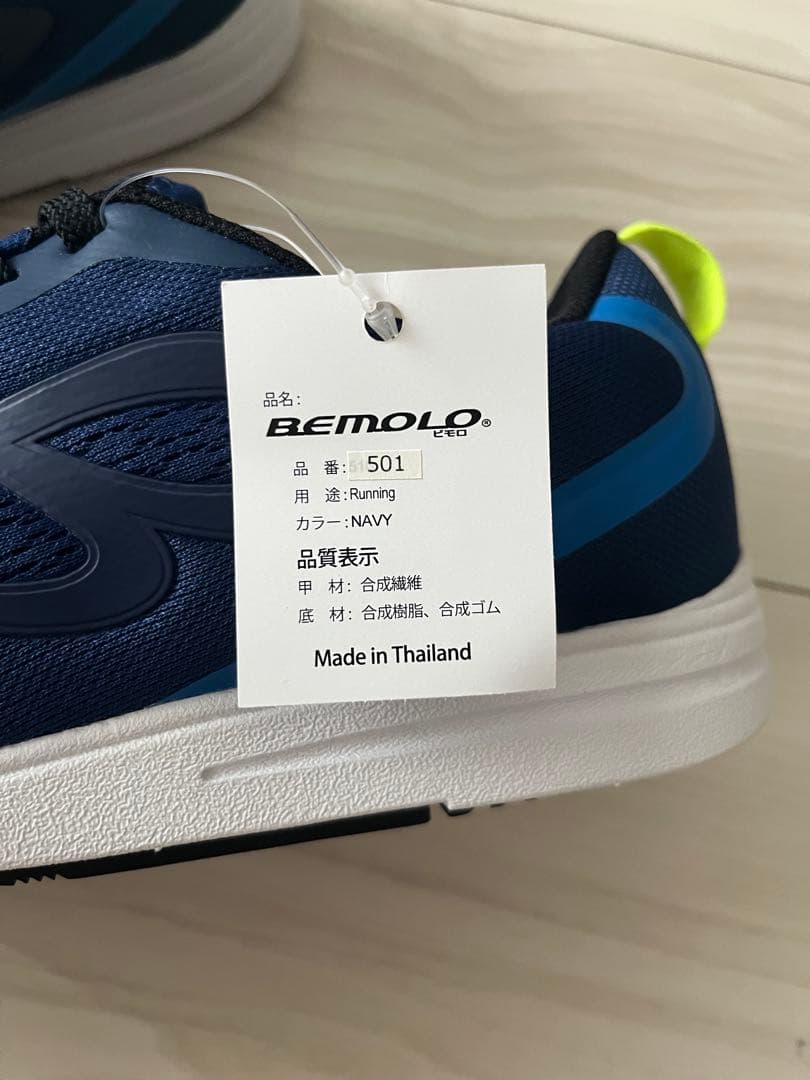 品名:
BEMOLO®
ビモロ
品 番:501
用 途:Running
カラー:NAVY
品質表示
甲 材:合成繊維
底 材:合成樹脂、合成ゴム
Made in Thailand